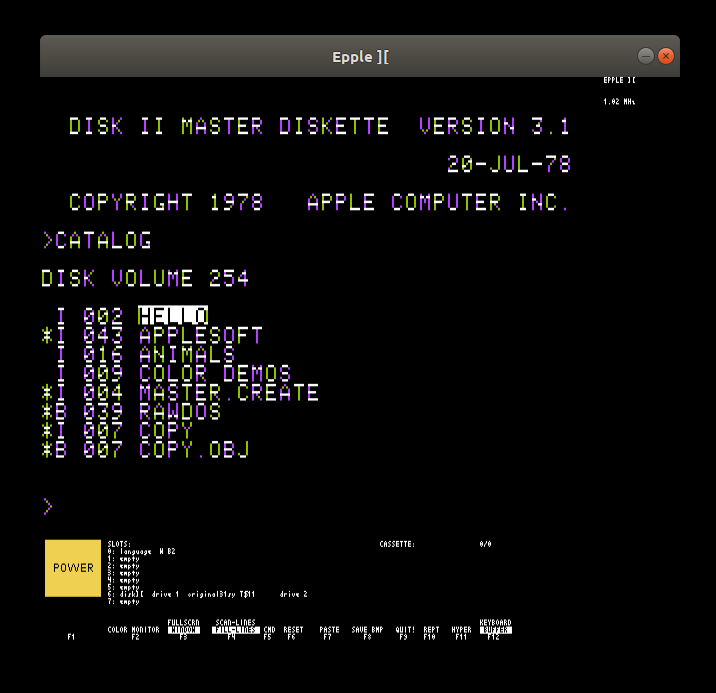 Epple ][
EPPLE ][
1.02 MHz
DISK II MASTER DISKETTE VERSION 3.1
20-JUL-78
COPYRIGHT 1978 APPLE COMPUTER INC.
>CATALOG
DISK VOLUME 254
I 002 HELLO
*I 043 APPLESOFT
I 016 ANIMALS
I 009 COLOR DEMOS
*I 004 MASTER.CREATE
*B 039 RAWDOS
*I 007 COPY
*B 007 COPY.OBJ
>
POWER
SLOTS: CASSETTE: 0/0
0: language W B2
1: empty
2: empty
3: empty
4: empty
5: empty
6: disk][ drive 1 original31sy T$11 drive 2
7: empty
FULLSCRN SCAN-LINES KEYBOARD
COLOR MONITOR WINDOW FILL-LINES CMD RESET PASTE SAVE BMP QUIT! REPT HYPER BUFFER
F1 F2 F3 F4 F5 F6 F7 F8 F9 F10 F11 F12